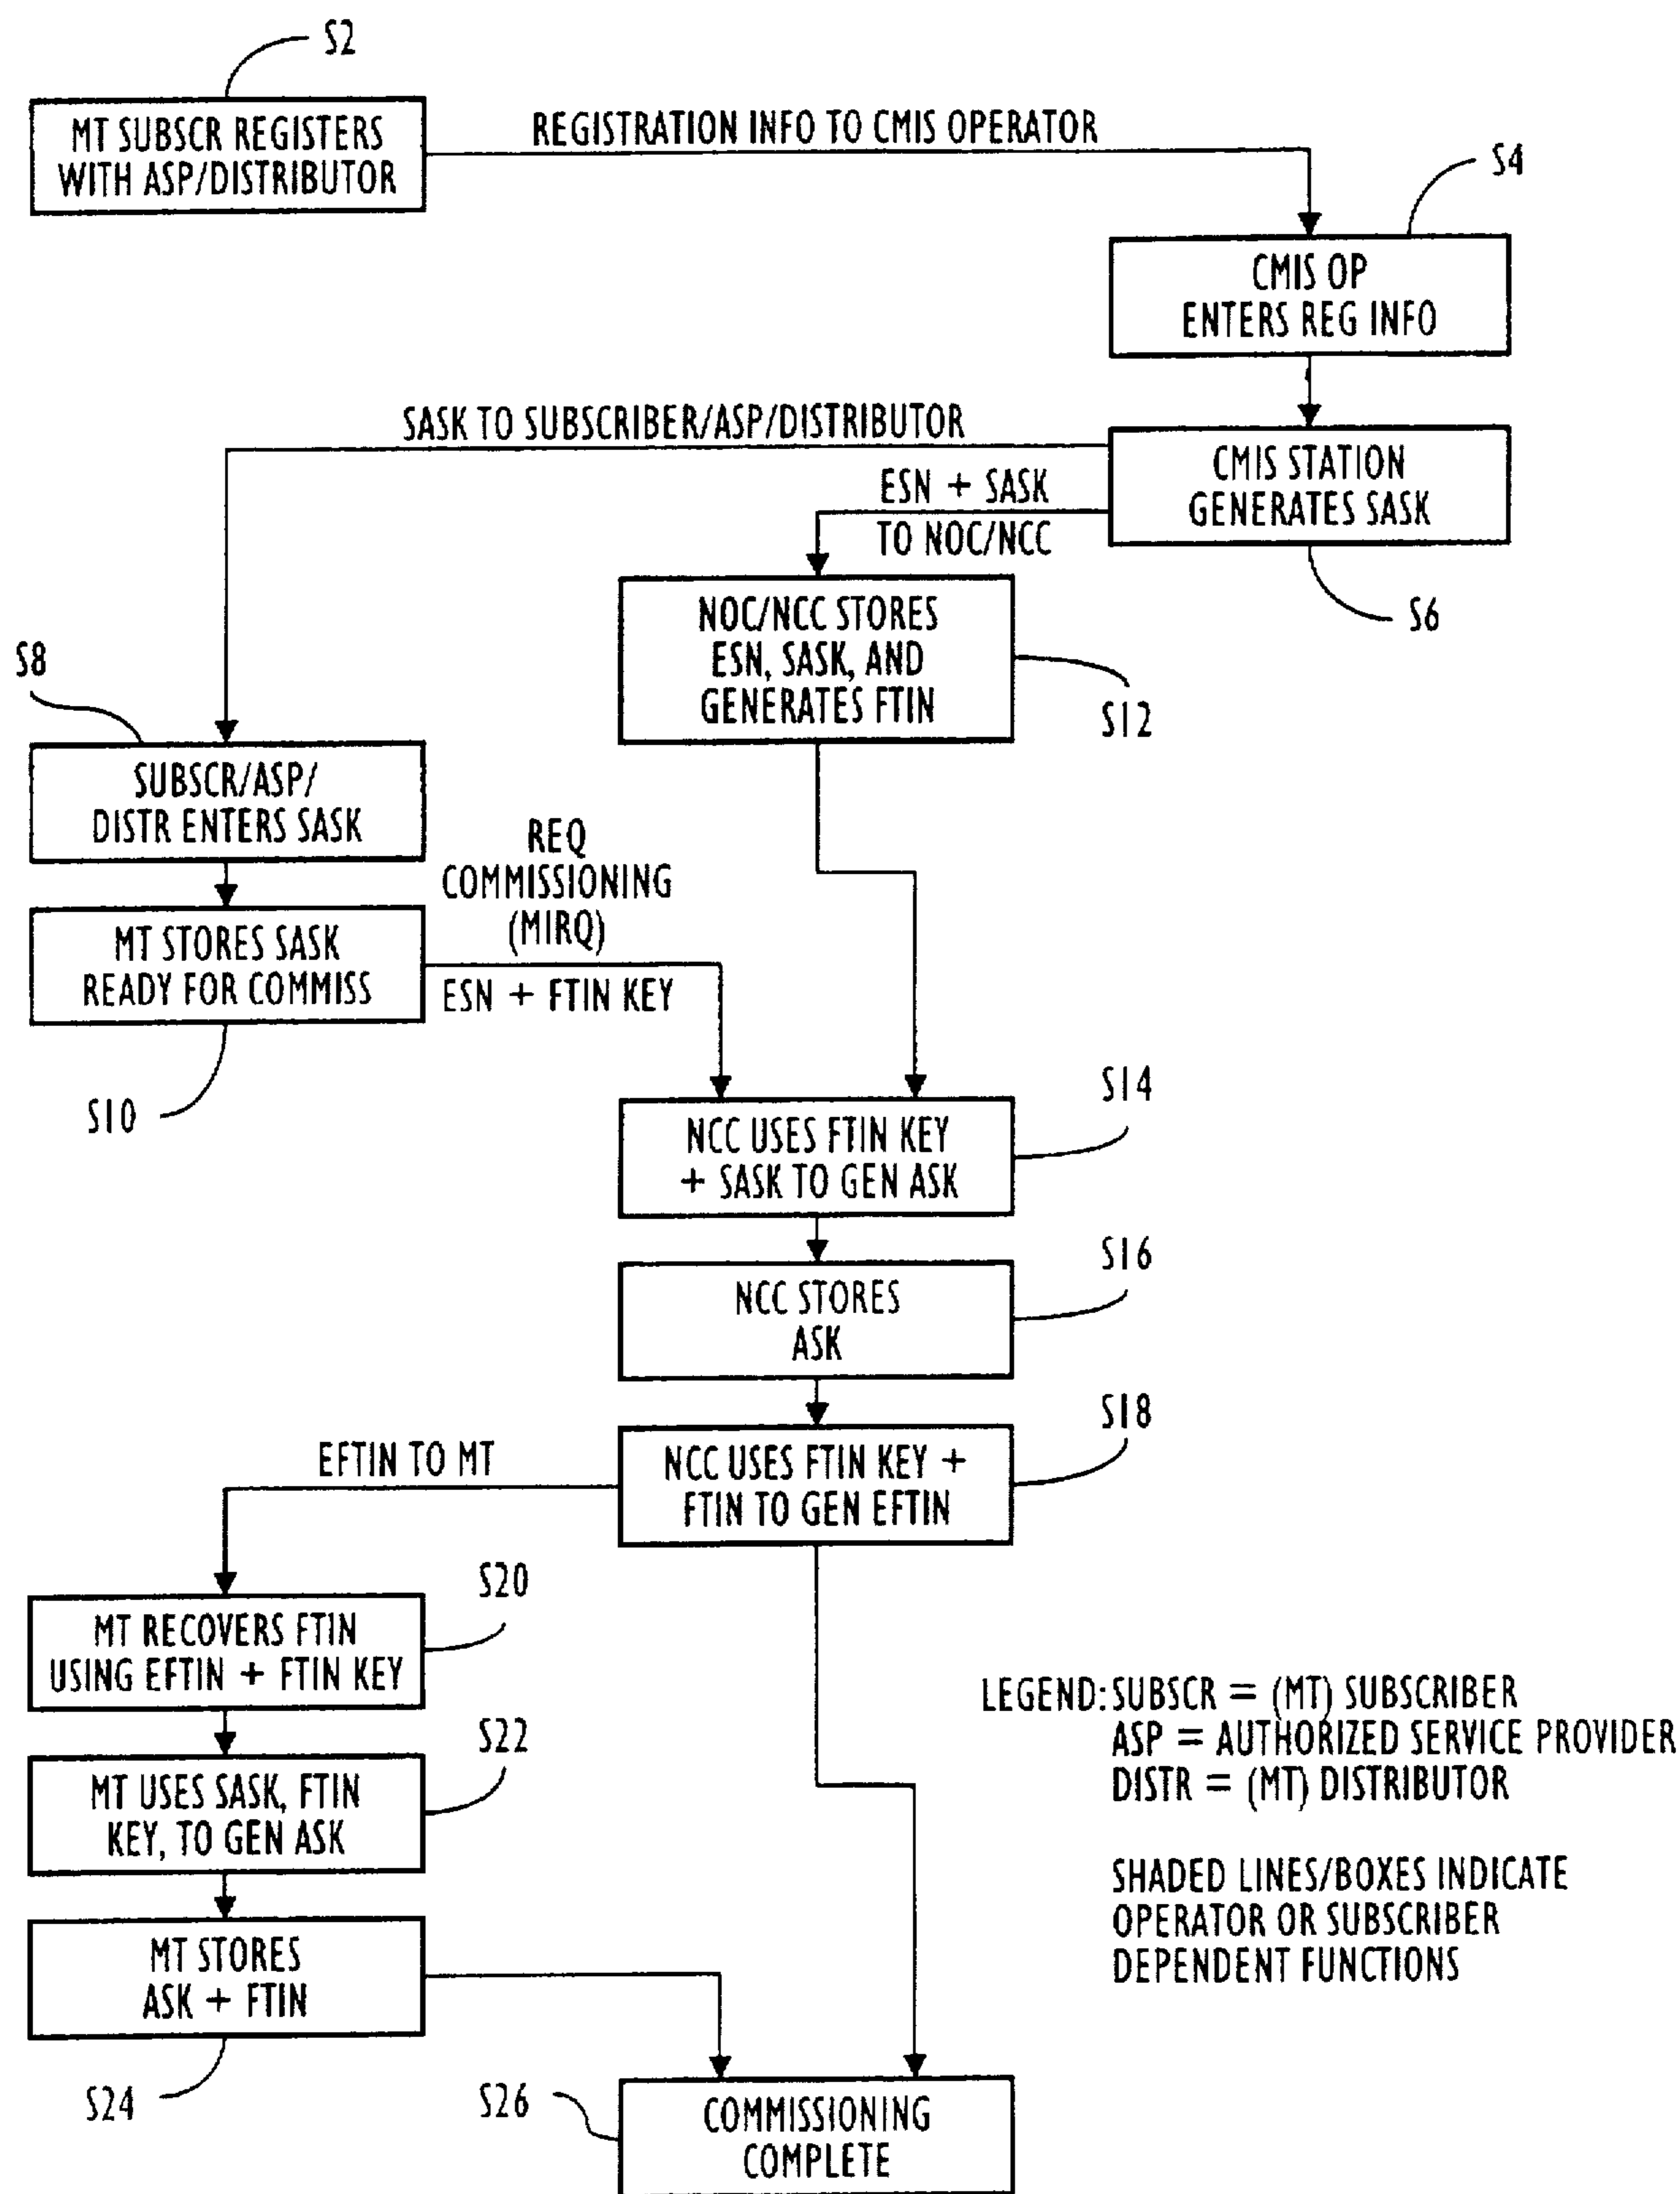 S2
MT SUBSCR REGISTERS
WITH ASP/DISTRIBUTOR
REGISTRATION INFO TO CMIS OPERATOR
S4
CMIS OP
ENTERS REG INFO
SASK TO SUBSCRIBER/ASP/DISTRIBUTOR
CMIS STATION
GENERATES SASK
ESN + SASK
TO NOC/NCC
S6
NOC/NCC STORES
ESN, SASK, AND
GENERATES FTIN
S12
S8
SUBSCR/ASP/
DISTR ENTERS SASK
REQ
COMMISSIONING
(MIRQ)
MT STORES SASK
READY FOR COMMISS
ESN + FTIN KEY
S10
S14
NCC USES FTIN KEY
+ SASK TO GEN ASK
S16
NCC STORES
ASK
S18
EFTIN TO MT
NCC USES FTIN KEY +
FTIN TO GEN EFTIN
S20
MT RECOVERS FTIN
USING EFTIN + FTIN KEY
S22
MT USES SASK, FTIN
KEY, TO GEN ASK
MT STORES
ASK + FTIN
S24
LEGEND: SUBSCR = (MT) SUBSCRIBER
ASP = AUTHORIZED SERVICE PROVIDER
DISTR = (MT) DISTRIBUTOR
SHADED LINES/BOXES INDICATE
OPERATOR OR SUBSCRIBER
DEPENDENT FUNCTIONS
S26
COMMISSIONING
COMPLETE